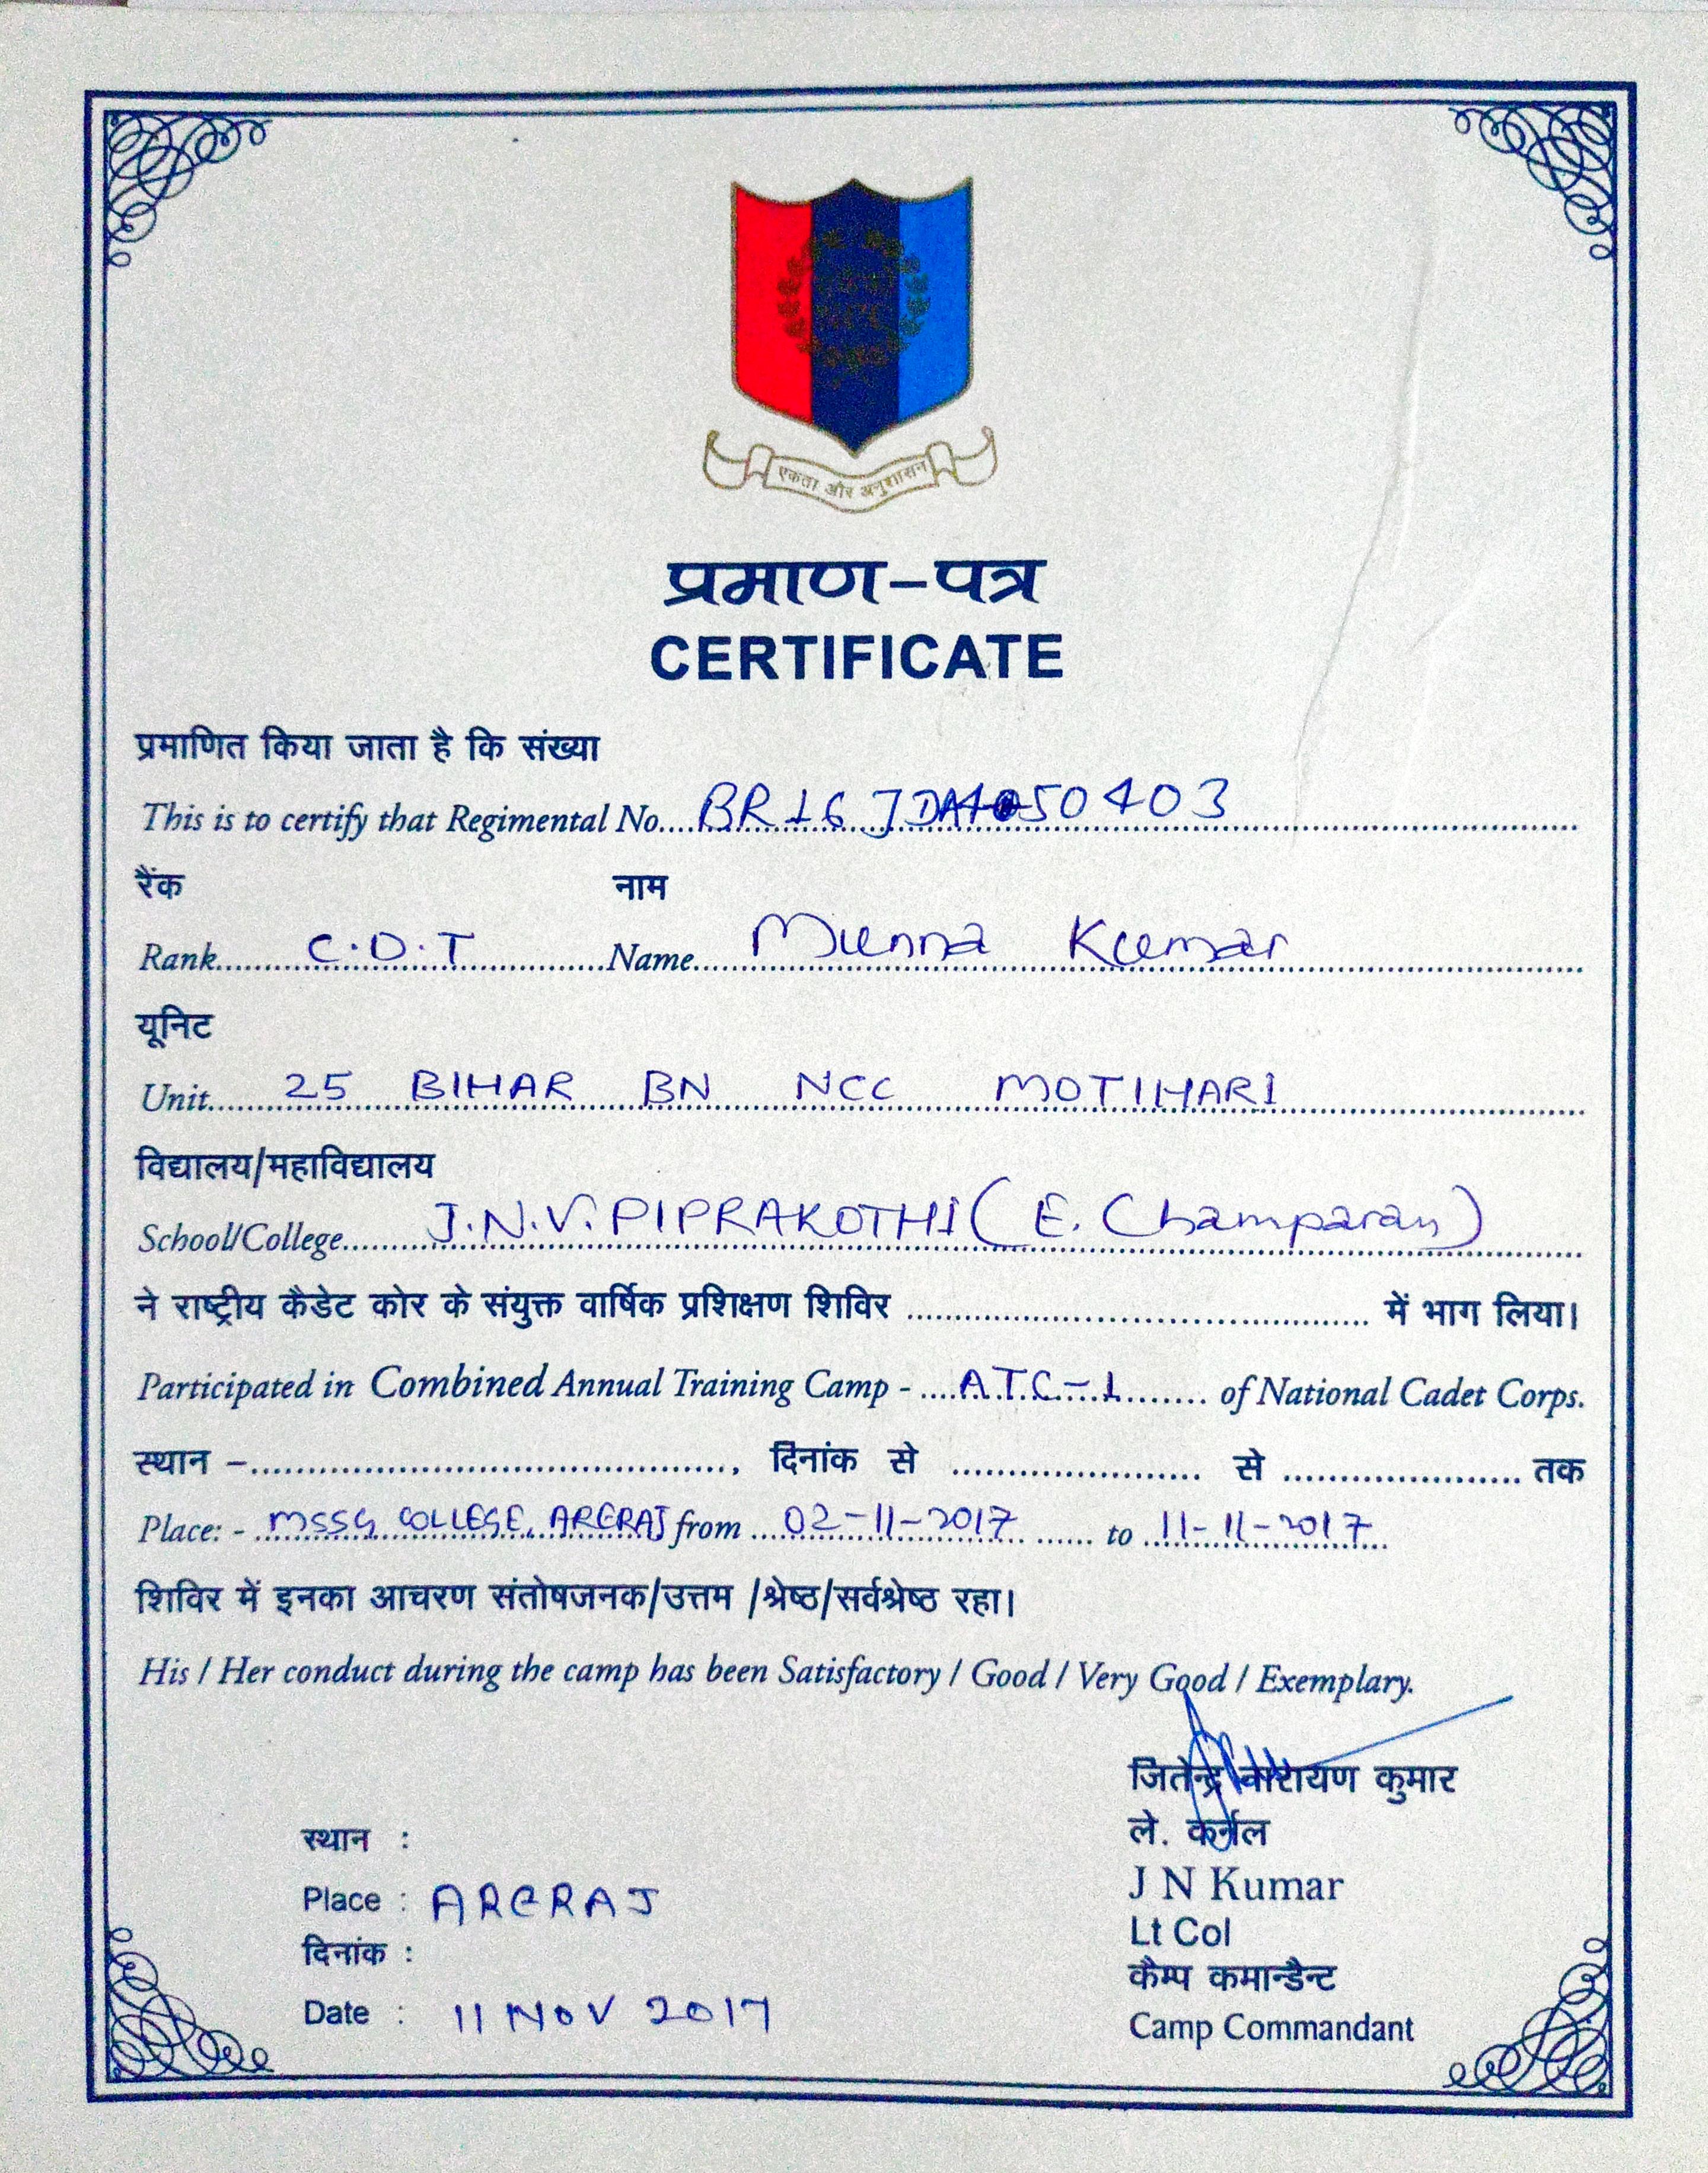 एकता और अनुशासन
प्रमाण-पत्र
CERTIFICATE
प्रमाणित किया जाता है कि संख्या
This is to certify that Regimental No....
रैंक नाम
Rank....C.D.T....Name....Munna Kumar
यूनिट
Unit....25 BIHAR BN NCC MOTIHARI
विद्यालय/महाविद्यालय
School/College....J.N.V. PIPRAKOTHI (E. Champaran)
ने राष्ट्रीय कैडेट कोर के संयुक्त वार्षिक प्रशिक्षण शिविर .... में भाग लिया।
Participated in Combined Annual Training Camp - ....ATC-1.... of National Cadet Corps.
स्थान -...., दिनांक से .... से .... तक
Place: - MSSG COLLEGE, ARERAJ from ....02-11-2017.... to 11-11-2017....
शिविर में इनका आचरण संतोषजनक/उत्तम /श्रेष्ठ/सर्वश्रेष्ठ रहा।
His / Her conduct during the camp has been Satisfactory / Good / Very Good / Exemplary.
जितेन्द्र नारायण कुमार
ले. कर्नल
J N Kumar
Lt Col
कैम्प कमान्डैन्ट
Camp Commandant
स्थान :
Place : ARERAJ
दिनांक :
Date : 11 NOV 2017